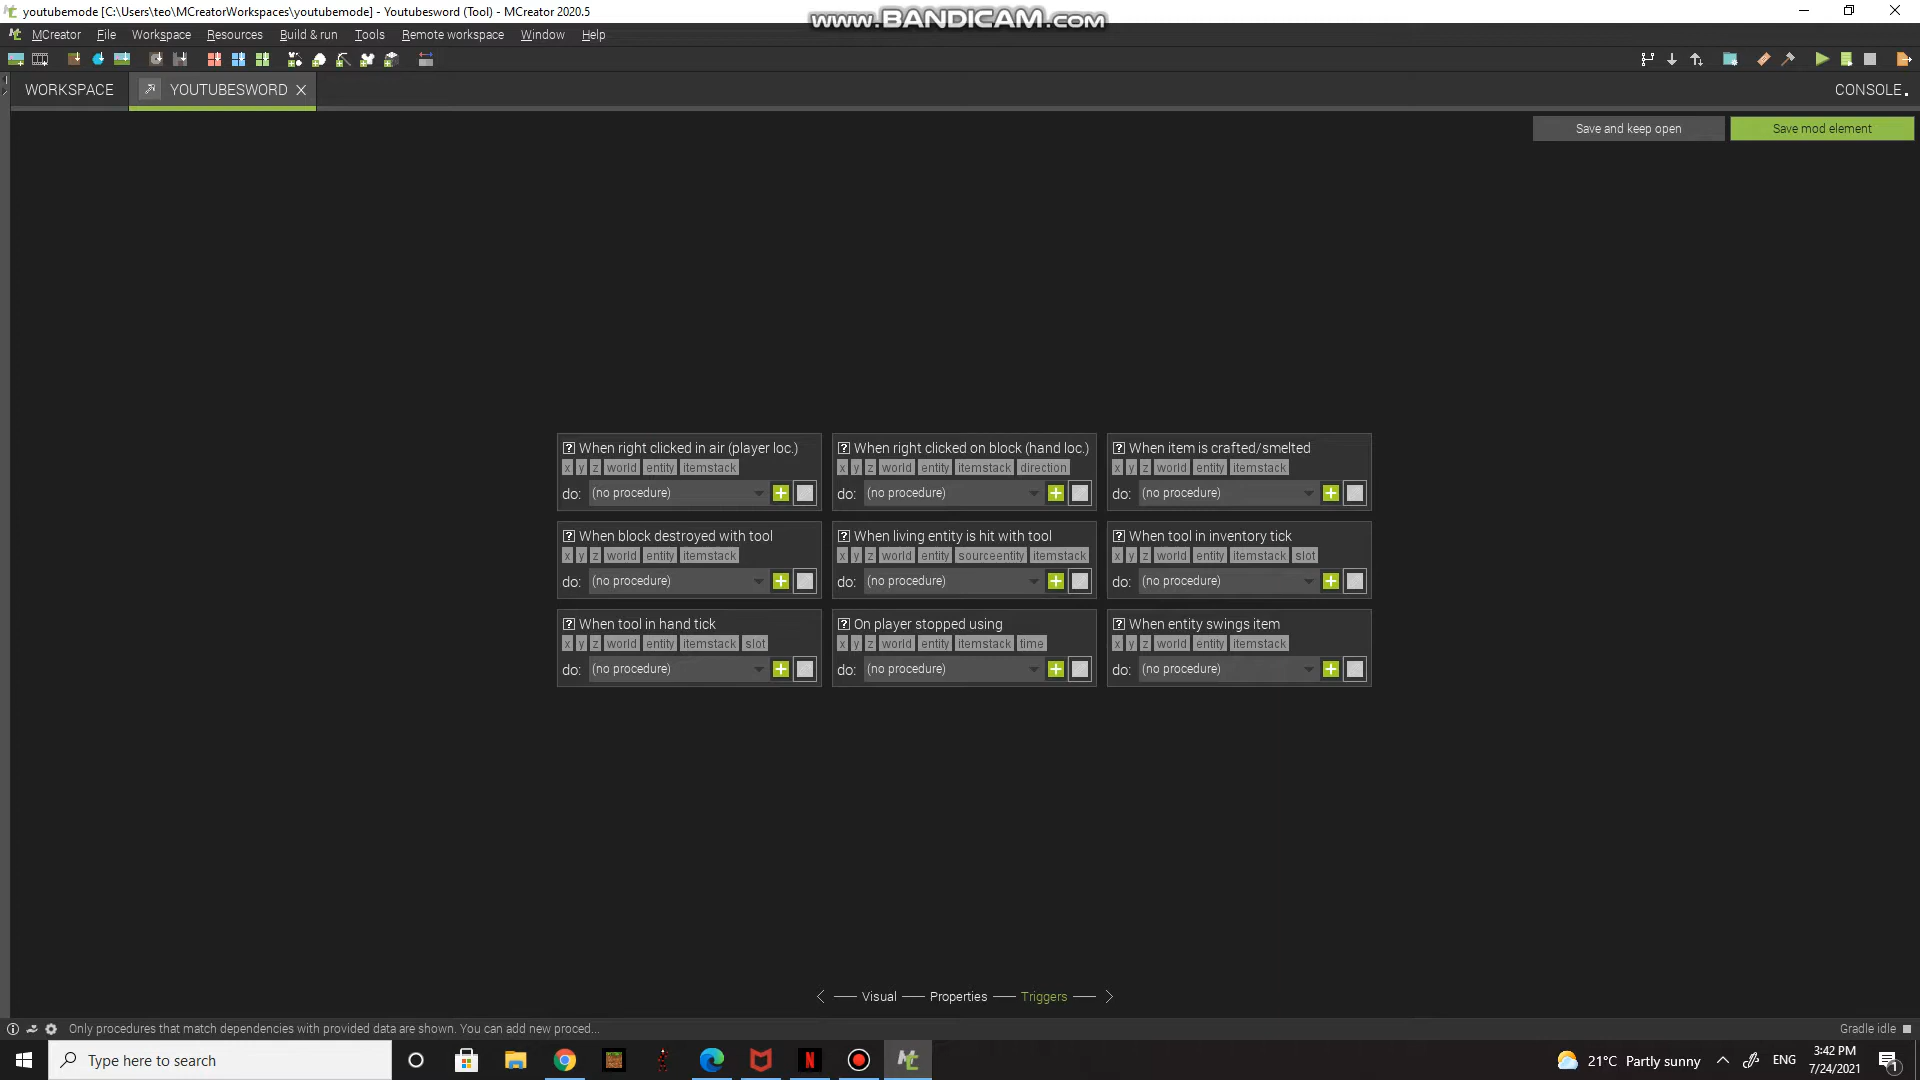 youtubemode [C:\Users\teo\MCreatorWorkspaces\youtubemode] - Youtubesword (Tool) - MCreator 2020.5
www.BANDICAM.com
MCreator File Workspace Resources Build & run Tools Remote workspace Window Help
WORKSPACE YOUTUBESWORD CONSOLE
Save and keep open Save mod element
When right clicked in air (player loc.) When right clicked on block (hand loc.) When item is crafted/smelted
x y z world entity itemstack x y z world entity itemstack direction x y z world entity itemstack
do: (no procedure) do: (no procedure) do: (no procedure)
When block destroyed with tool When living entity is hit with tool When tool in inventory tick
x y z world entity itemstack x y z world entity sourceentity itemstack x y z world entity itemstack slot
do: (no procedure) do: (no procedure) do: (no procedure)
When tool in hand tick On player stopped using When entity swings item
x y z world entity itemstack slot x y z world entity itemstack time x y z world entity itemstack
do: (no procedure) do: (no procedure) do: (no procedure)
Visual Properties Triggers
Only procedures that match dependencies with provided data are shown. You can add new proced... Gradle idle
Type here to search 21°C Partly sunny ENG 3:42 PM
7/24/2021